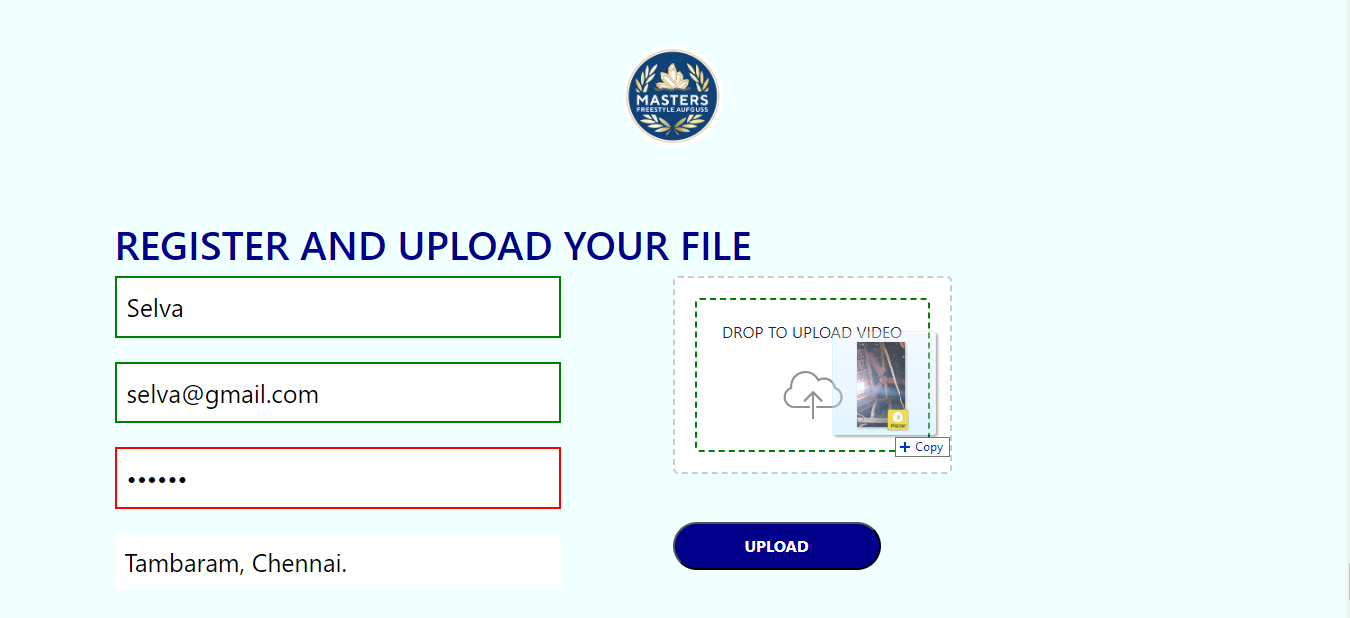 MASTERS
FREESTYLE AUFGUSS
REGISTER AND UPLOAD YOUR FILE
Selva
selva@gmail.com
••••••
Tambaram, Chennai.
DROP TO UPLOAD VIDEO
+ Copy
UPLOAD